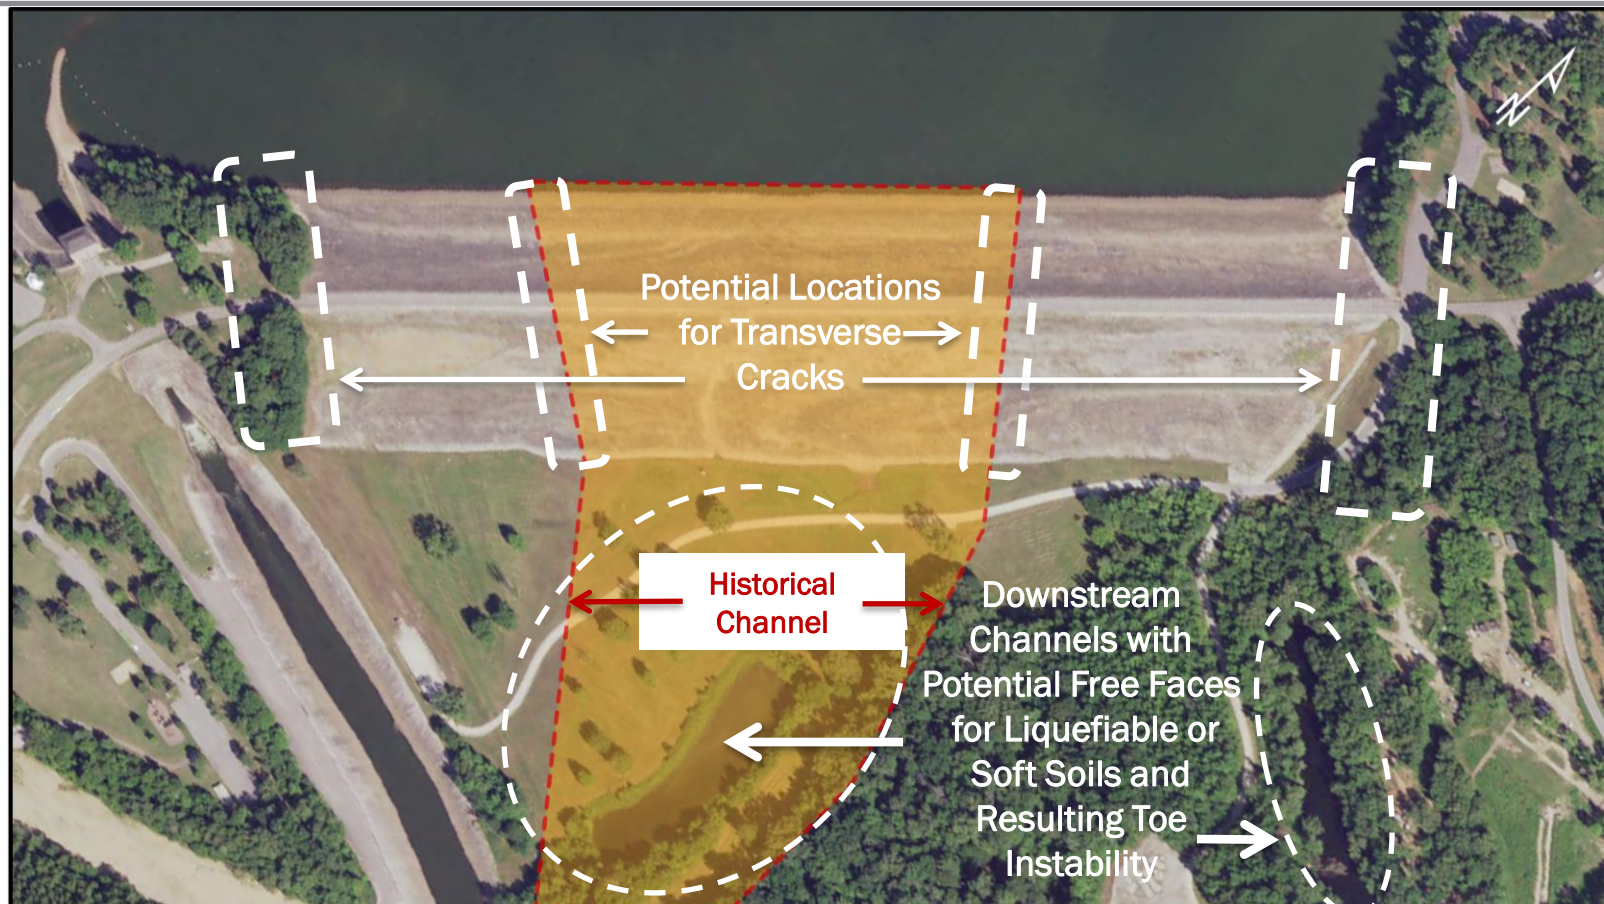 Potential Locations
for Transverse
Cracks
Historical
Channel
Downstream
Channels with
Potential Free Faces
for Liquefiable or
Soft Soils and
Resulting Toe
Instability
N